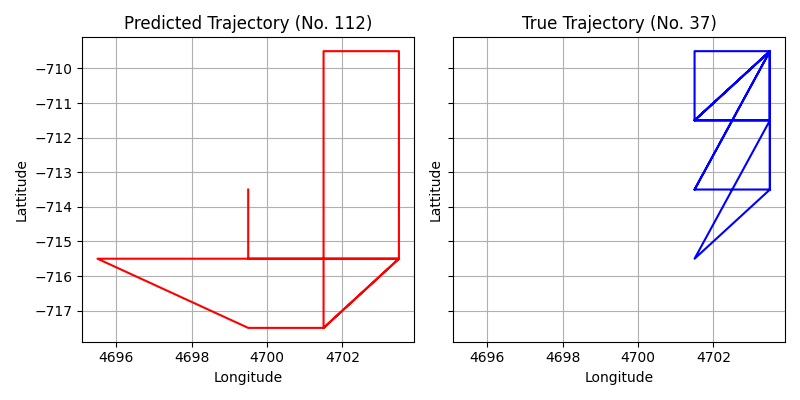 Predicted Trajectory (No. 112)
True Trajectory (No. 37)
−710
−711
−712
−713
−714
−715
−716
−717
Lattitude
Lattitude
4696 4698 4700 4702
4696 4698 4700 4702
Longitude
Longitude